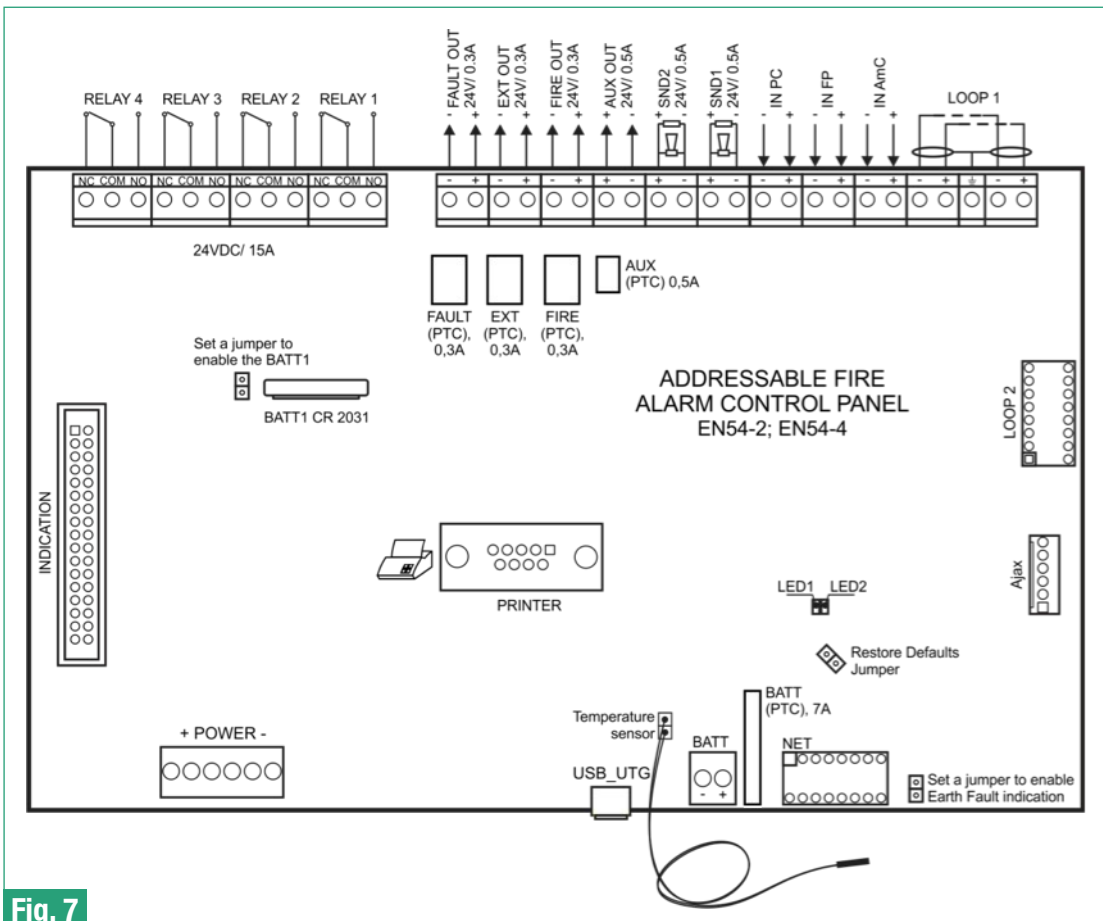 RELAY 4
RELAY 3
RELAY 2
RELAY 1
- FAULT OUT
+ 24V/ 0.3A
- EXT OUT
+ 24V/ 0.3A
- FIRE OUT
+ 24V/ 0.3A
+ AUX OUT
- 24V/ 0.5A
+ SND2
- 24V/ 0.5A
+ SND1
- 24V/ 0.5A
- IN PC
+
- IN FP
+
- IN AmC
+
LOOP 1
NC COM NO NC COM NO NC COM NO NC COM NO
- + - + - + + - + - + - - + - + - + - + - +
24VDC/ 15A
AUX
(PTC) 0,5A
FAULT
(PTC),
0,3A
EXT
(PTC),
0,3A
FIRE
(PTC),
0,3A
Set a jumper to
enable the BATT1
BATT1 CR 2031
ADDRESSABLE FIRE
ALARM CONTROL PANEL
EN54-2; EN54-4
LOOP 2
INDICATION
PRINTER
LED1
LED2
Ajax
Restore Defaults
Jumper
BATT
(PTC), 7A
Temperature
sensor
+ POWER -
USB_UTG
BATT
- +
NET
Set a jumper to enable
Earth Fault indication
Fig. 7